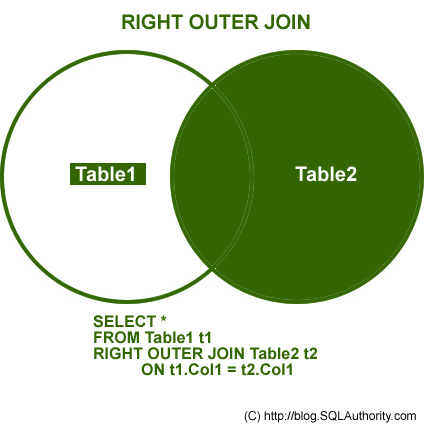 RIGHT OUTER JOIN
Table1
Table2
SELECT *
FROM Table1 t1
RIGHT OUTER JOIN Table2 t2
ON t1.Col1 = t2.Col1
(C) http://blog.SQLAuthority.com